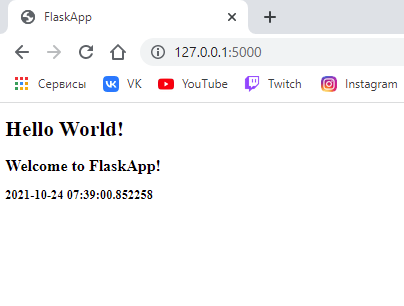 FlaskApp
127.0.0.1:5000
Сервисы VK YouTube Twitch Instagram
Hello World!
Welcome to FlaskApp!
2021-10-24 07:39:00.852258